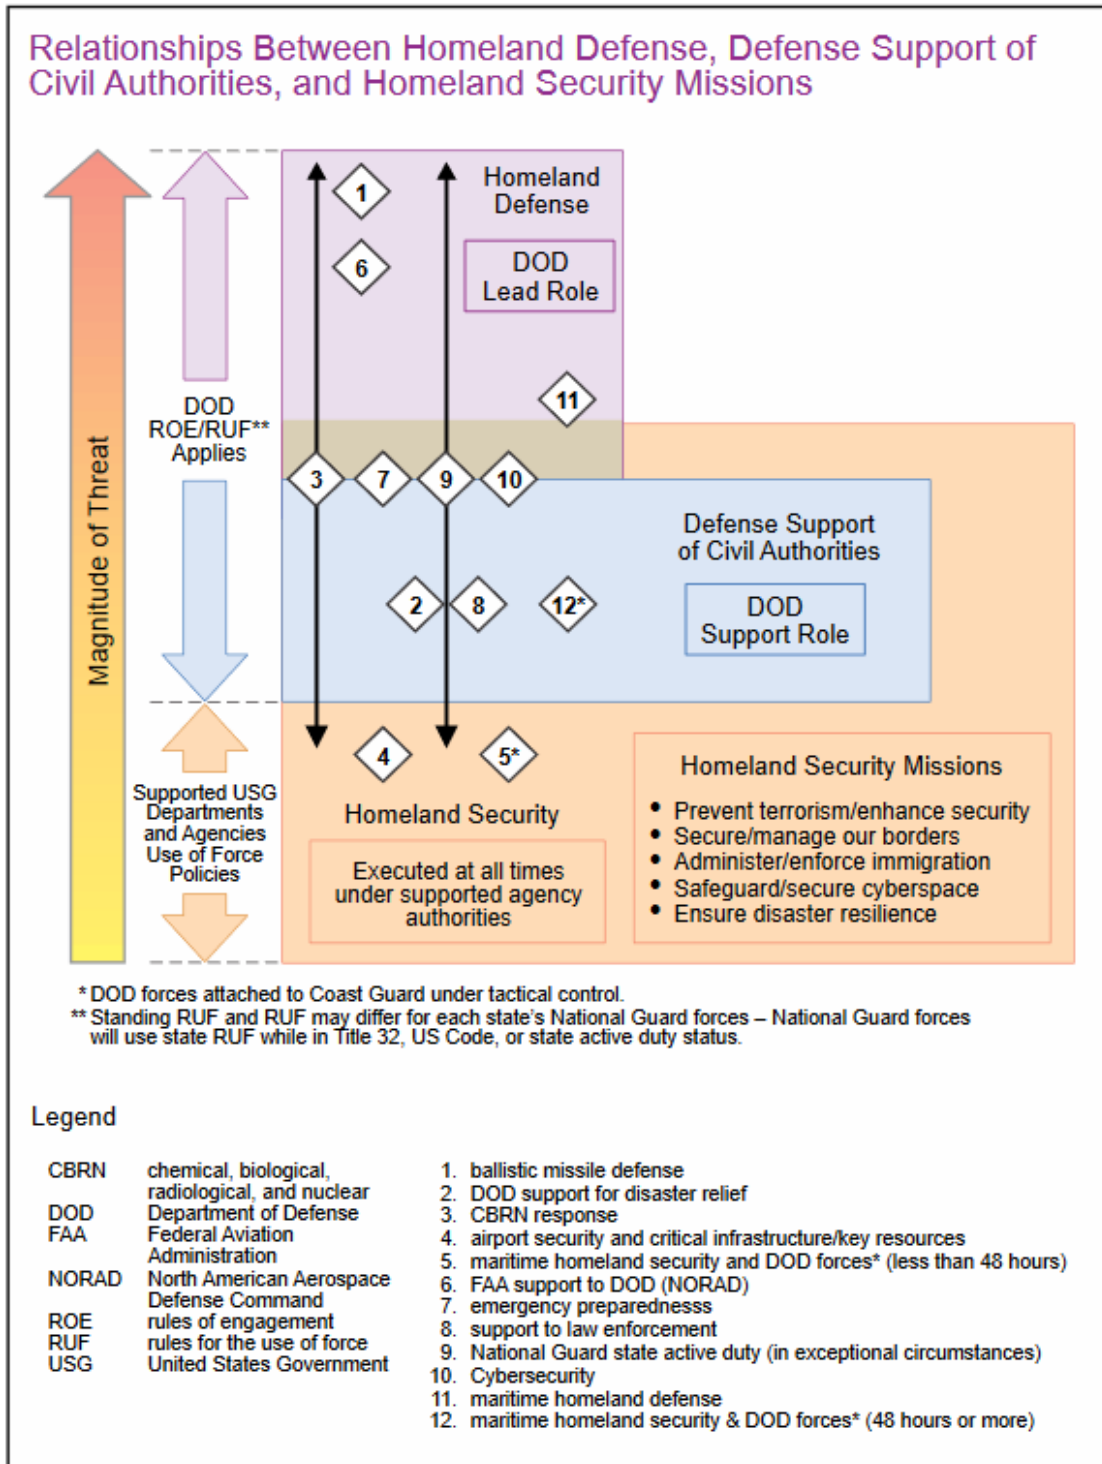 Relationships Between Homeland Defense, Defense Support of
Civil Authorities, and Homeland Security Missions
Magnitude of Threat
DOD
ROE/RUF**
Applies
Supported USG
Departments
and Agencies
Use of Force
Policies
1
6
Homeland
Defense
DOD
Lead Role
11
3
7
9
10
Defense Support
of Civil Authorities
2
8
12*
DOD
Support Role
4
5*
Homeland Security
Executed at all times
under supported agency
authorities
Homeland Security Missions
• Prevent terrorism/enhance security
• Secure/manage our borders
• Administer/enforce immigration
• Safeguard/secure cyberspace
• Ensure disaster resilience
* DOD forces attached to Coast Guard under tactical control.
** Standing RUF and RUF may differ for each state's National Guard forces – National Guard forces
will use state RUF while in Title 32, US Code, or state active duty status.
Legend
CBRN chemical, biological,
radiological, and nuclear
DOD Department of Defense
FAA Federal Aviation
Administration
NORAD North American Aerospace
Defense Command
ROE rules of engagement
RUF rules for the use of force
USG United States Government
1. ballistic missile defense
2. DOD support for disaster relief
3. CBRN response
4. airport security and critical infrastructure/key resources
5. maritime homeland security and DOD forces* (less than 48 hours)
6. FAA support to DOD (NORAD)
7. emergency preparednesss
8. support to law enforcement
9. National Guard state active duty (in exceptional circumstances)
10. Cybersecurity
11. maritime homeland defense
12. maritime homeland security & DOD forces* (48 hours or more)